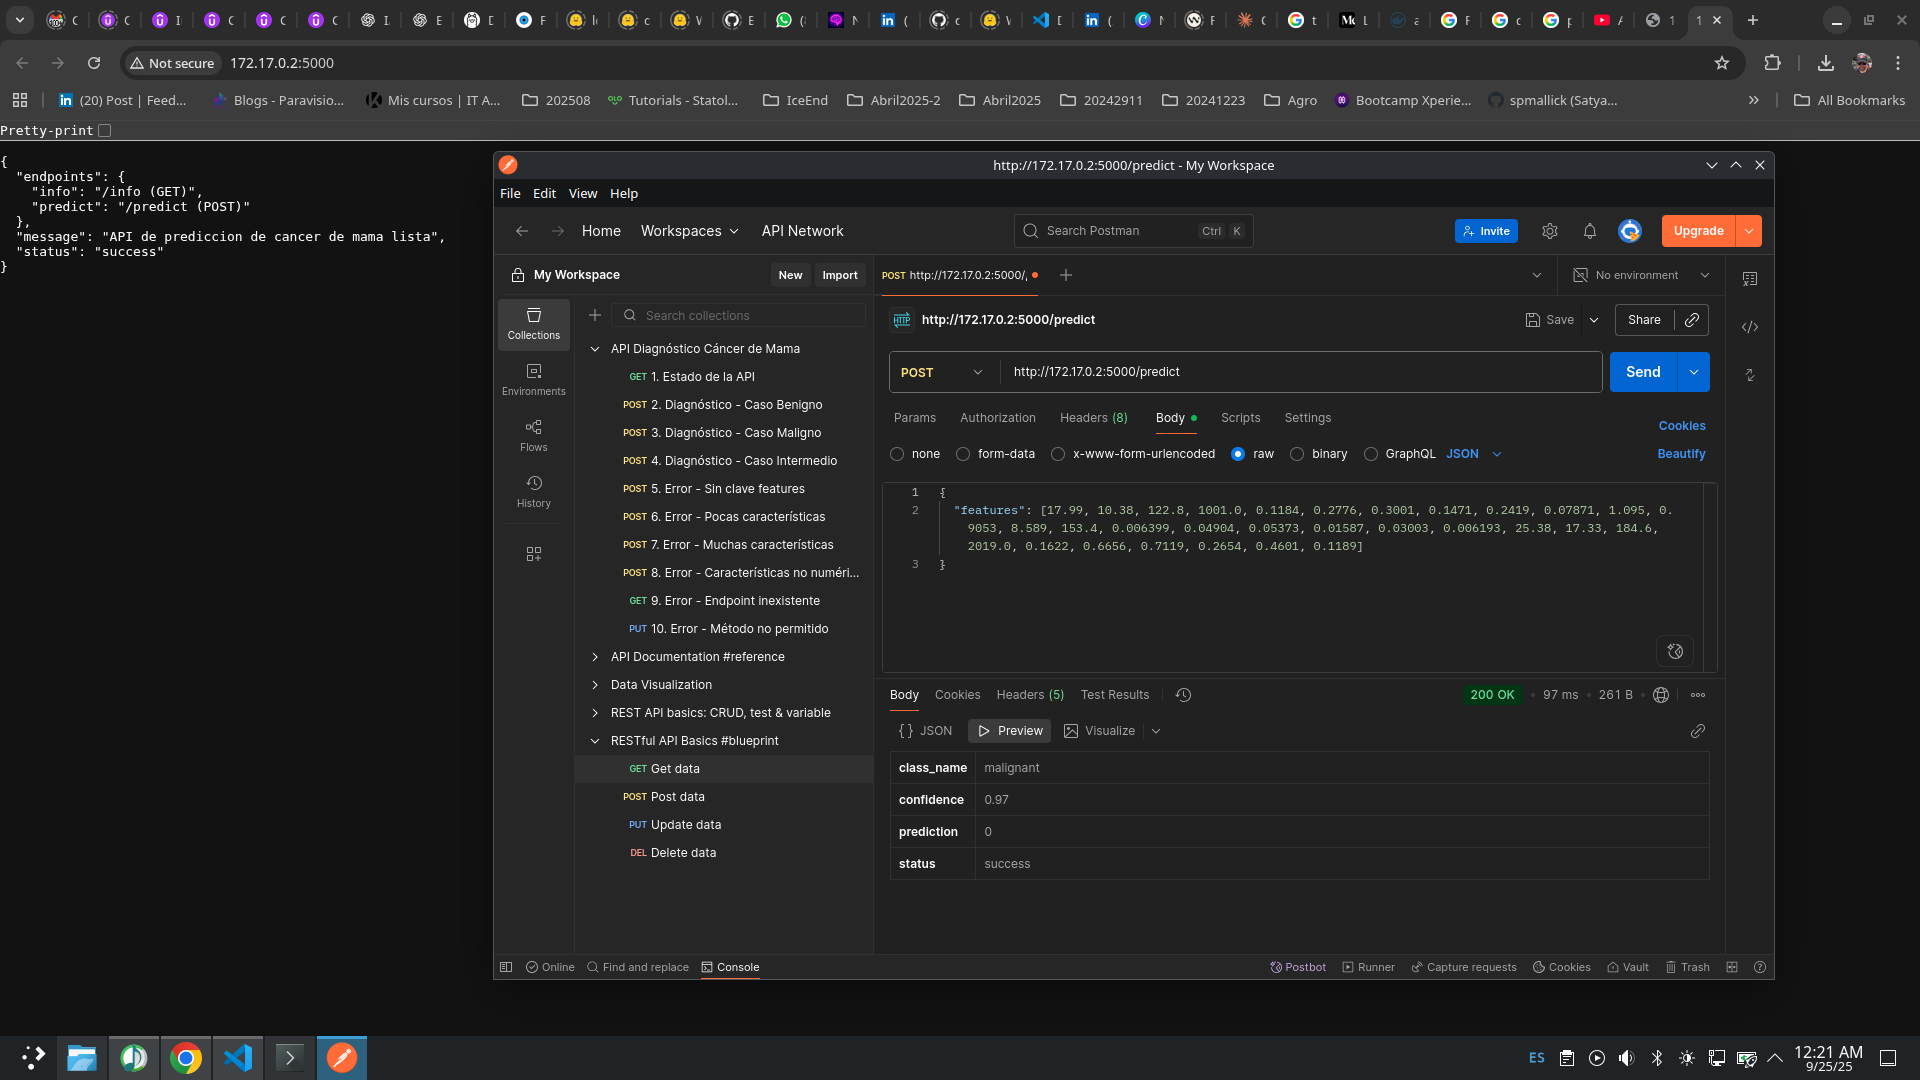 Not secure
172.17.0.2:5000
(20) Post | Feed...
Blogs - Paravisio...
Mis cursos | IT A...
202508
Tutorials - Statol...
IceEnd
Abril2025-2
Abril2025
20242911
20241223
Agro
Bootcamp Xperie...
spmallick (Satya...
All Bookmarks
Pretty-print
{
"endpoints": {
"info": "/info (GET)",
"predict": "/predict (POST)"
},
"message": "API de prediccion de cancer de mama lista",
"status": "success"
}
http://172.17.0.2:5000/predict - My Workspace
File Edit View Help
Home Workspaces API Network
Search Postman Ctrl K
Invite
Upgrade
My Workspace
New Import
POST http://172.17.0.2:5000/
No environment
Collections
Environments
Flows
History
Search collections
API Diagnóstico Cáncer de Mama
GET 1. Estado de la API
POST 2. Diagnóstico - Caso Benigno
POST 3. Diagnóstico - Caso Maligno
POST 4. Diagnóstico - Caso Intermedio
POST 5. Error - Sin clave features
POST 6. Error - Pocas características
POST 7. Error - Muchas características
POST 8. Error - Características no numéri...
GET 9. Error - Endpoint inexistente
PUT 10. Error - Método no permitido
API Documentation #reference
Data Visualization
REST API basics: CRUD, test & variable
RESTful API Basics #blueprint
GET Get data
POST Post data
PUT Update data
DEL Delete data
HTTP http://172.17.0.2:5000/predict
Save Share
POST http://172.17.0.2:5000/predict
Send
Params Authorization Headers (8) Body Scripts Settings
Cookies
none form-data x-www-form-urlencoded raw binary GraphQL JSON
Beautify
1 {
2 "features": [17.99, 10.38, 122.8, 1001.0, 0.1184, 0.2776, 0.3001, 0.1471, 0.2419, 0.07871, 1.095, 0.
9053, 8.589, 153.4, 0.006399, 0.04904, 0.05373, 0.01587, 0.03003, 0.006193, 25.38, 17.33, 184.6,
2019.0, 0.1622, 0.6656, 0.7119, 0.2654, 0.4601, 0.1189]
3 }
Body Cookies Headers (5) Test Results
200 OK • 97 ms • 261 B
{} JSON Preview Visualize
class_name malignant
confidence 0.97
prediction 0
status success
Online Find and replace Console
Postbot Runner Capture requests Cookies Vault Trash
ES
12:21 AM
9/25/25